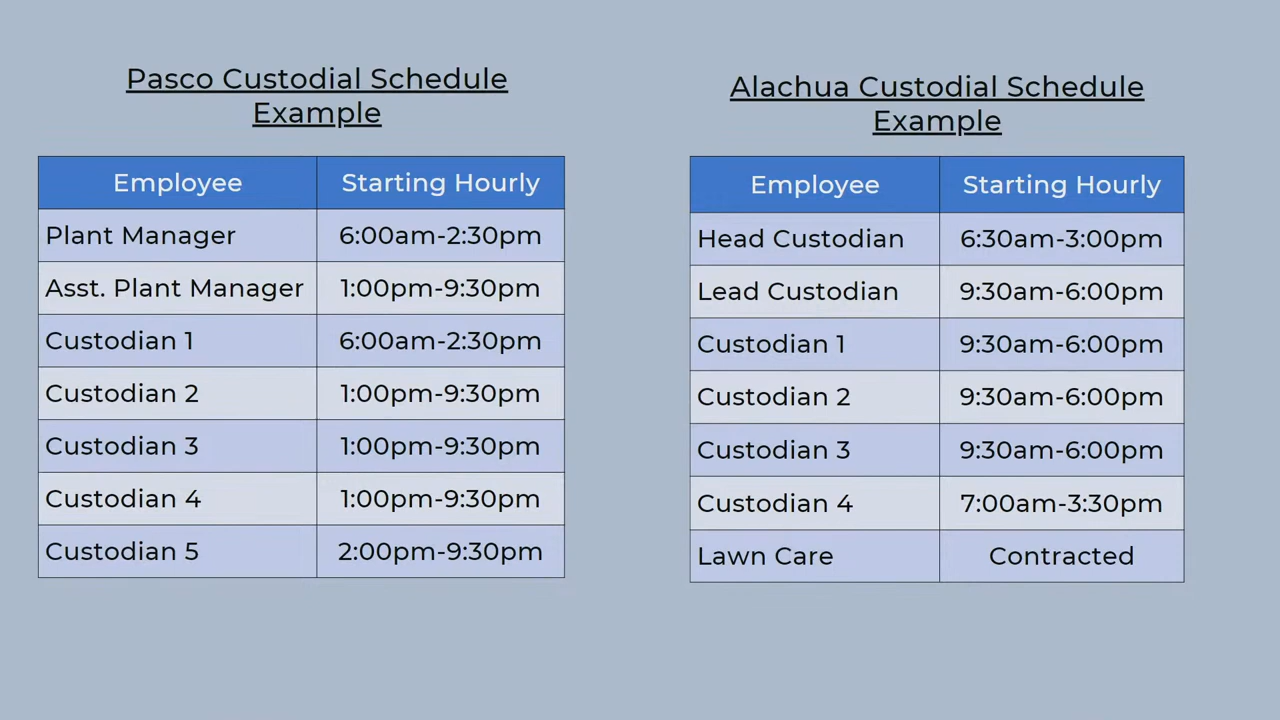 Pasco Custodial Schedule
Example
Employee Starting Hourly
Plant Manager 6:00am-2:30pm
Asst. Plant Manager 1:00pm-9:30pm
Custodian 1 6:00am-2:30pm
Custodian 2 1:00pm-9:30pm
Custodian 3 1:00pm-9:30pm
Custodian 4 1:00pm-9:30pm
Custodian 5 2:00pm-9:30pm
Alachua Custodial Schedule
Example
Employee Starting Hourly
Head Custodian 6:30am-3:00pm
Lead Custodian 9:30am-6:00pm
Custodian 1 9:30am-6:00pm
Custodian 2 9:30am-6:00pm
Custodian 3 9:30am-6:00pm
Custodian 4 7:00am-3:30pm
Lawn Care Contracted